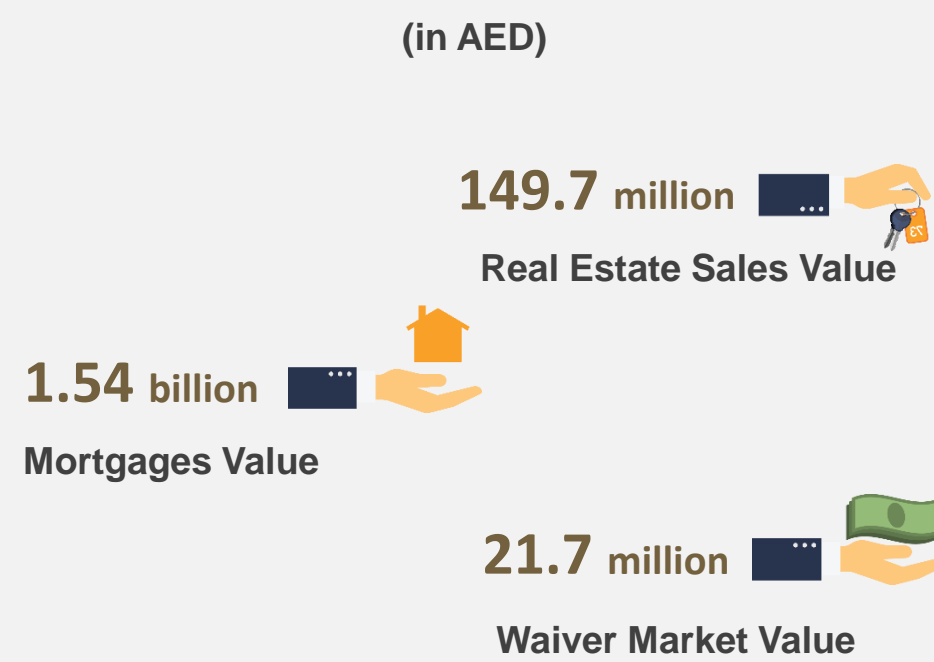 (in AED)
149.7 million
Real Estate Sales Value
1.54 billion
Mortgages Value
21.7 million
Waiver Market Value